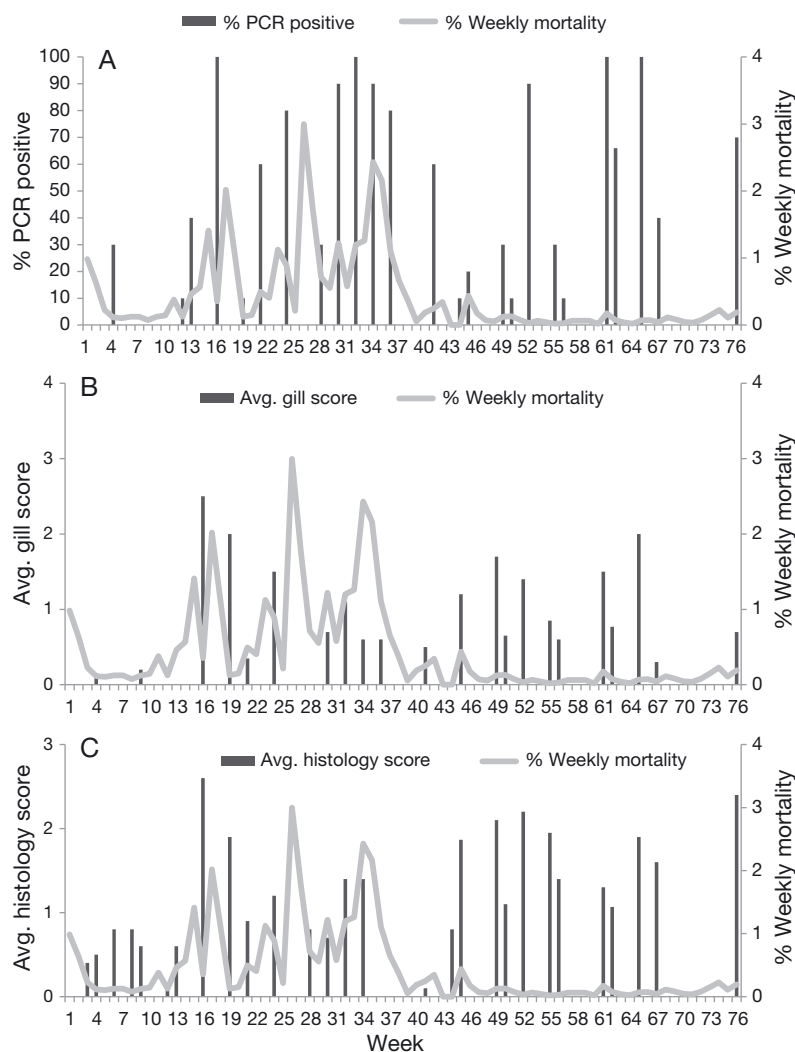 % PCR positive % Weekly mortality
A
% PCR positive
100
90
80
70
60
50
40
30
20
10
0
4
3
2
1
0
% Weekly mortality
1 4 7 10 13 16 19 22 25 28 31 34 37 40 43 46 49 52 55 58 61 64 67 70 73 76
B
Avg. gill score % Weekly mortality
Avg. gill score
4
3
2
1
0
4
3
2
1
0
% Weekly mortality
1 4 7 10 13 16 19 22 25 28 31 34 37 40 43 46 49 52 55 58 61 64 67 70 73 76
C
Avg. histology score % Weekly mortality
Avg. histology score
3
2
1
0
4
3
2
1
0
% Weekly mortality
1 4 7 10 13 16 19 22 25 28 31 34 37 40 43 46 49 52 55 58 61 64 67 70 73 76
Week